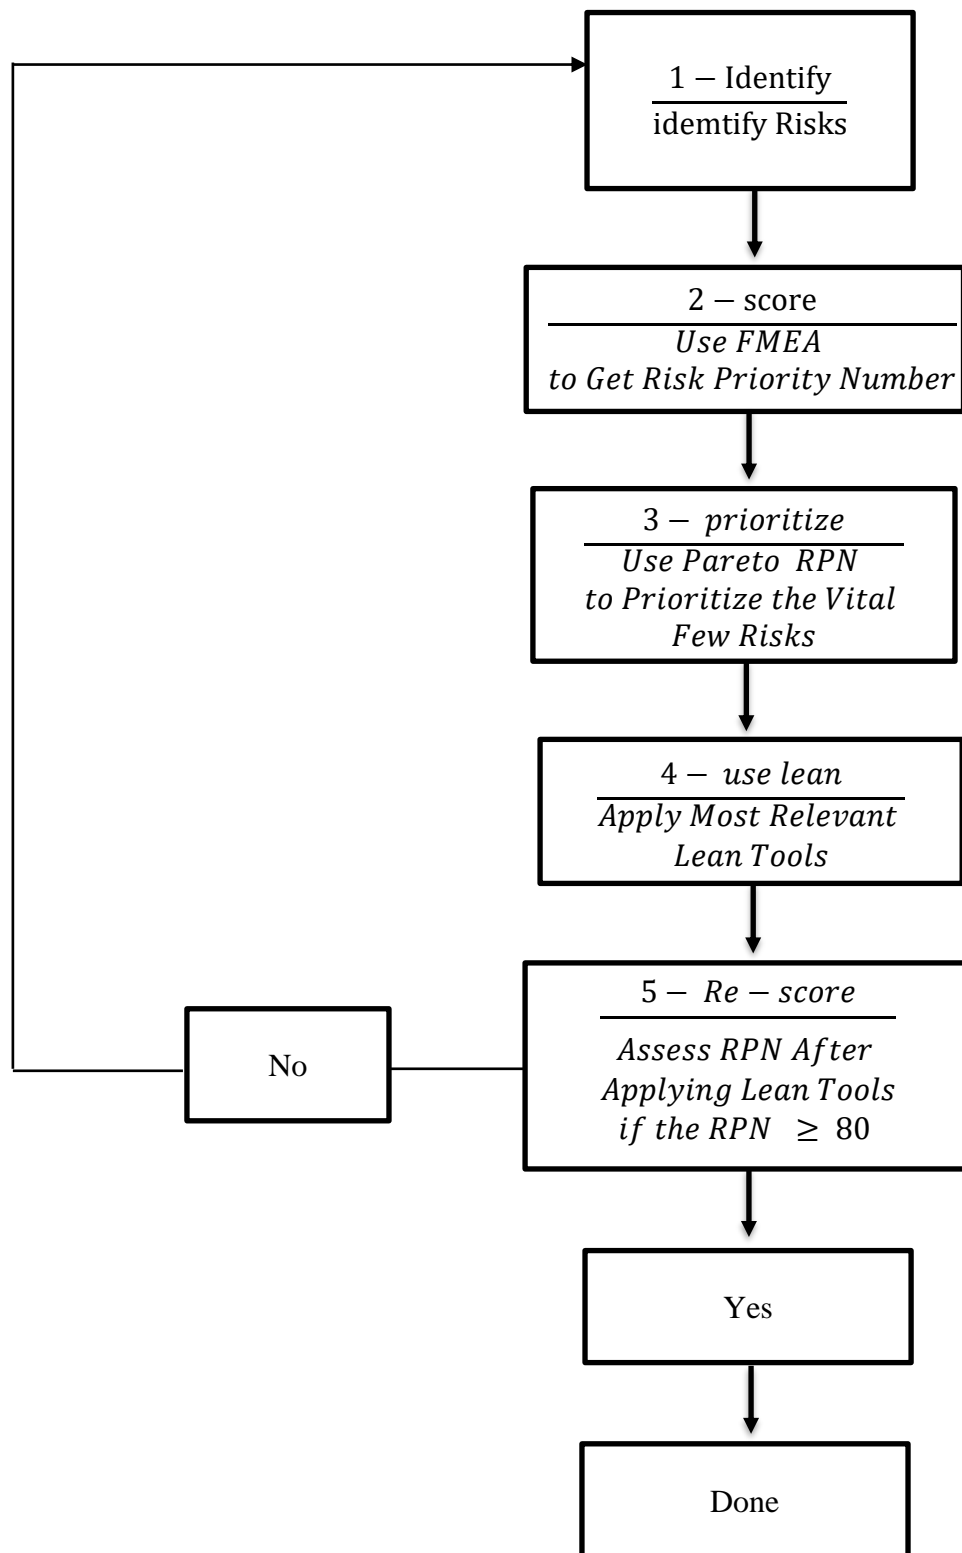 1 − Identify
idemtify Risks
2 − score
Use FMEA
to Get Risk Priority Number
3 − prioritize
Use Pareto RPN
to Prioritize the Vital
Few Risks
4 − use lean
Apply Most Relevant
Lean Tools
5 − Re − score
Assess RPN After
Applying Lean Tools
if the RPN ≥ 80
No
Yes
Done